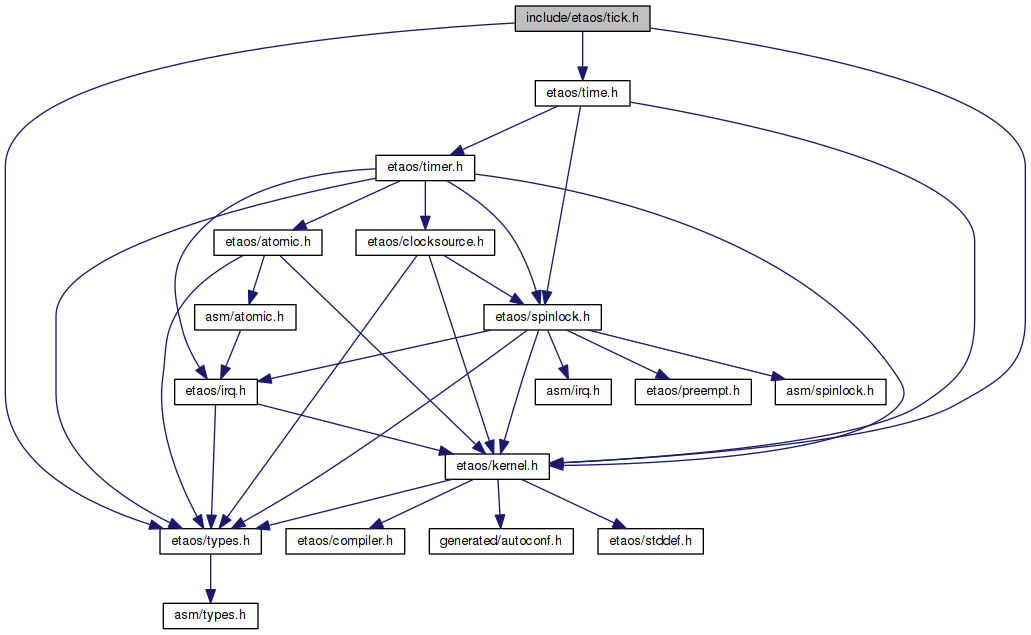 include/etaos/tick.h
etaos/time.h
etaos/timer.h
etaos/atomic.h
etaos/clocksource.h
asm/atomic.h
etaos/spinlock.h
etaos/irq.h
asm/irq.h
etaos/preempt.h
asm/spinlock.h
etaos/kernel.h
etaos/types.h
etaos/compiler.h
generated/autoconf.h
etaos/stddef.h
asm/types.h